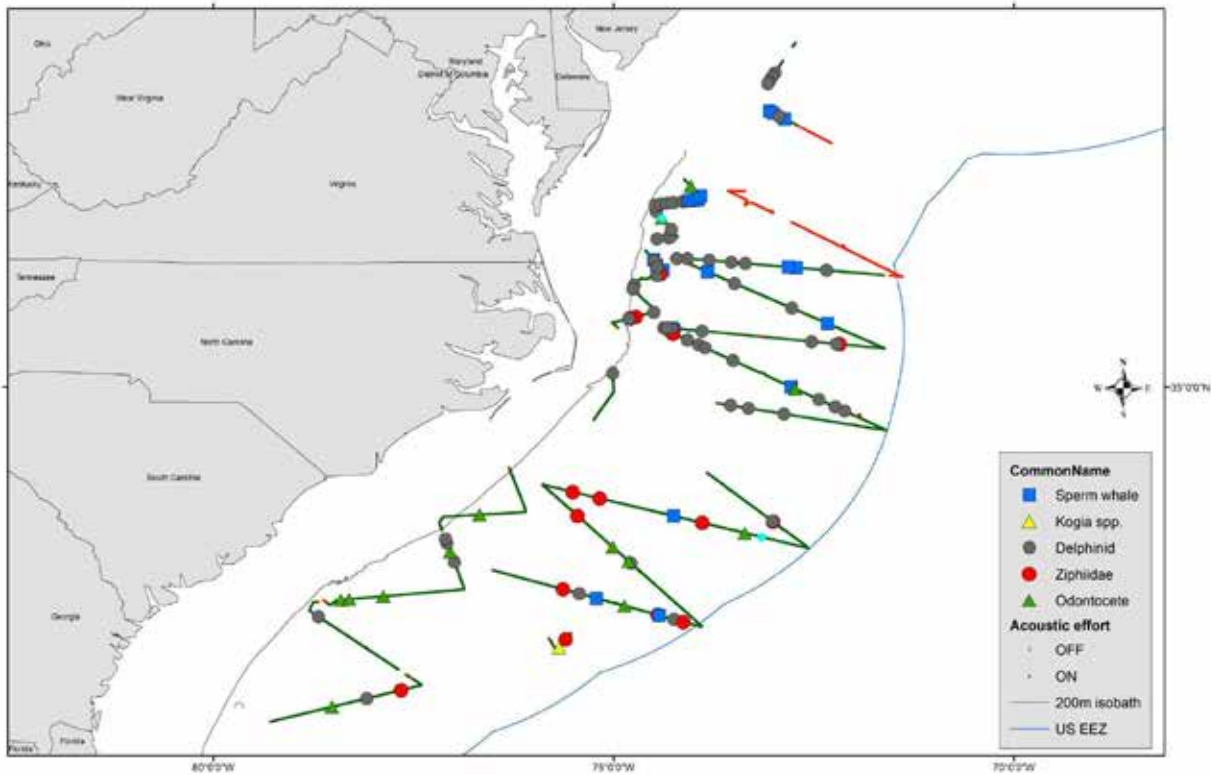 New Jersey
Ohio
Maryland
District of Columbia
Delaware
West Virginia
Kentucky
Virginia
Tennessee
North Carolina
South Carolina
Georgia
Florida
Florida
N
W E
S
35°0'0"N
CommonName
Sperm whale
Kogia spp.
Delphinid
Ziphiidae
Odontocete
Acoustic effort
OFF
ON
200m isobath
US EEZ
80°0'0"W
75°0'0"W
70°0'0"W